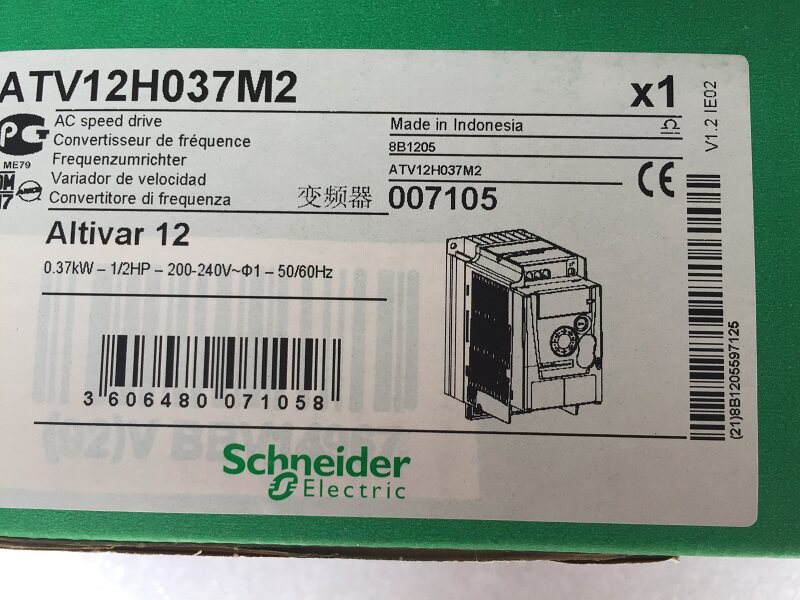 ATV12H037M2
x1
AC speed drive
Convertisseur de fréquence
Frequenzumrichter
Variador de velocidad
Convertitore di frequenza
变频器
ME79
Made in Indonesia
8B1205
ATV12H037M2
007105
CE
V1.2 IE02
Altivar 12
0.37kW – 1/2HP – 200-240V~Φ1 – 50/60Hz
3 606480 071058
(21)8B1205597125
Schneider
Electric